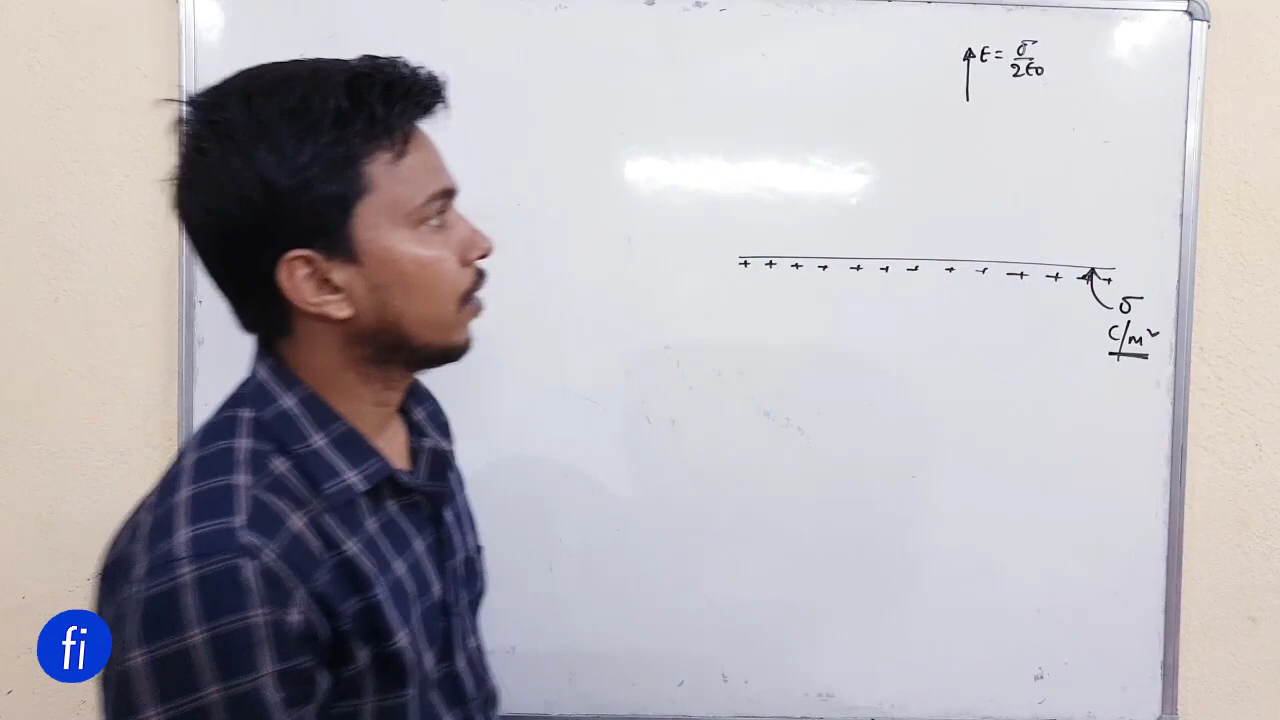 E = σ/2ε0
+ + + + + + + + + + + + +
σ
C/m²
fi